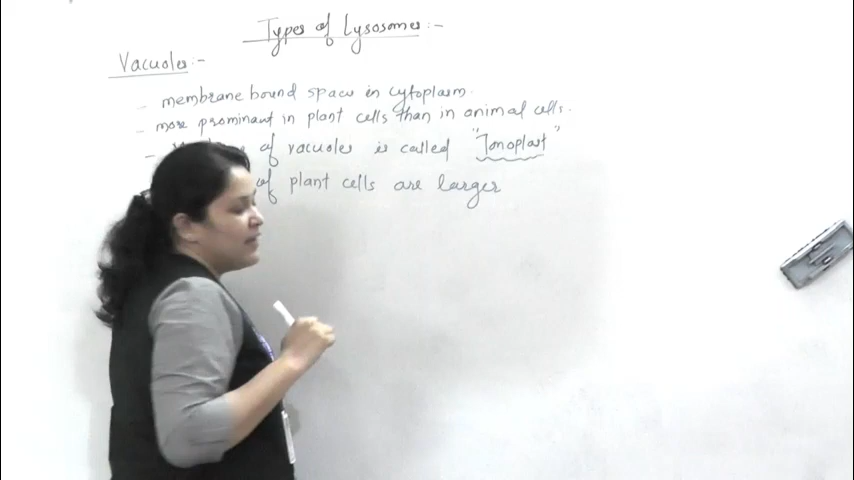 Types of Lysosomes:-
Vacuoles:-
- membrane bound space in cytoplasm.
- more prominent in plant cells than in animal cells.
- of vacuoles is called "Tonoplast"
of plant cells are larger